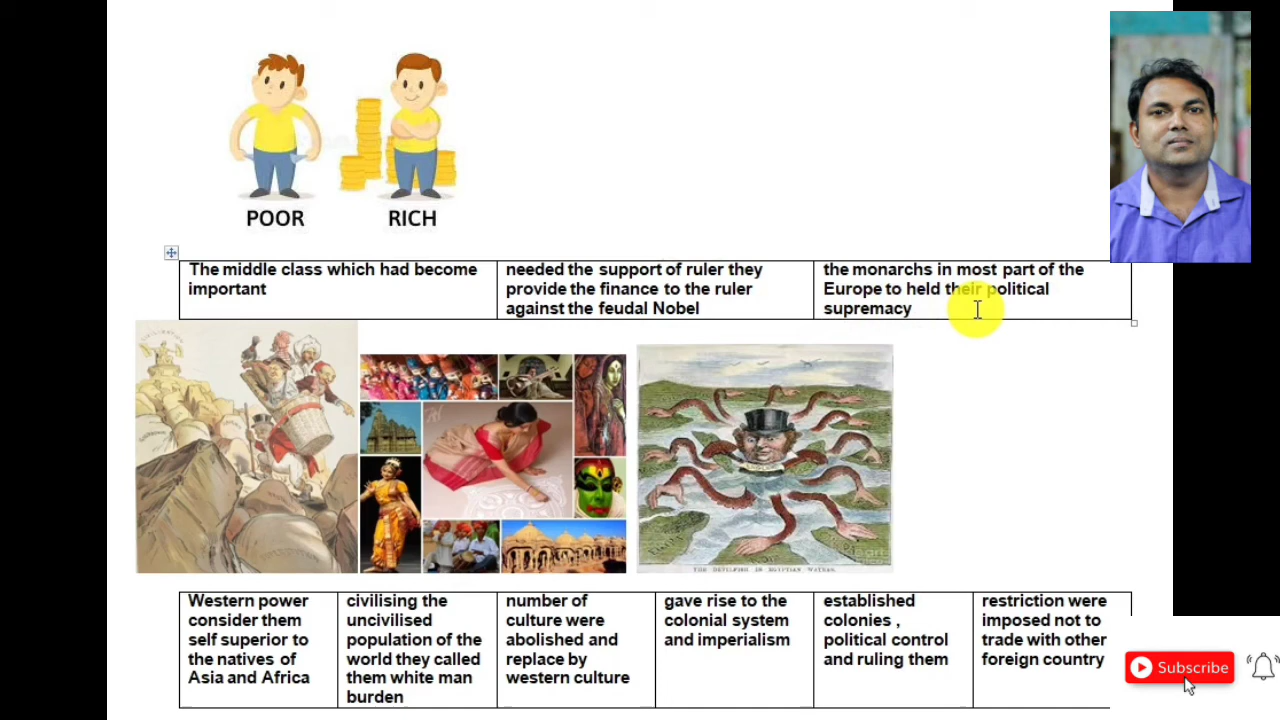 POOR RICH
The middle class which had become
important
needed the support of ruler they
provide the finance to the ruler
against the feudal Nobel
the monarchs in most part of the
Europe to held their political
supremacy
THE DEVILFISH IN EGYPTIAN WATERS.
Western power
consider them
self superior to
the natives of
Asia and Africa
civilising the
uncivilised
population of the
world they called
them white man
burden
number of
culture were
abolished and
replace by
western culture
gave rise to the
colonial system
and imperialism
established
colonies ,
political control
and ruling them
restriction were
imposed not to
trade with other
foreign country
Subscribe